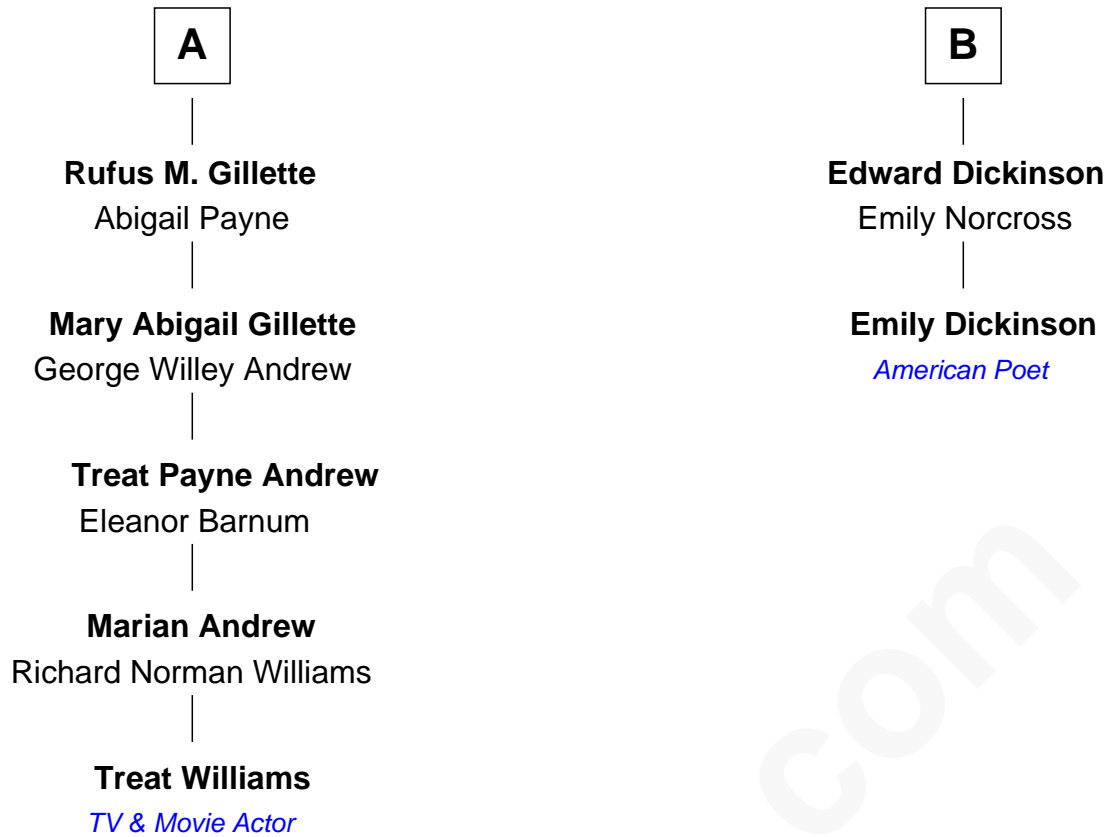 A
Rufus M. Gillette
Abigail Payne
Mary Abigail Gillette
George Willey Andrew
Treat Payne Andrew
Eleanor Barnum
Marian Andrew
Richard Norman Williams
Treat Williams
TV & Movie Actor
B
Edward Dickinson
Emily Norcross
Emily Dickinson
American Poet
com